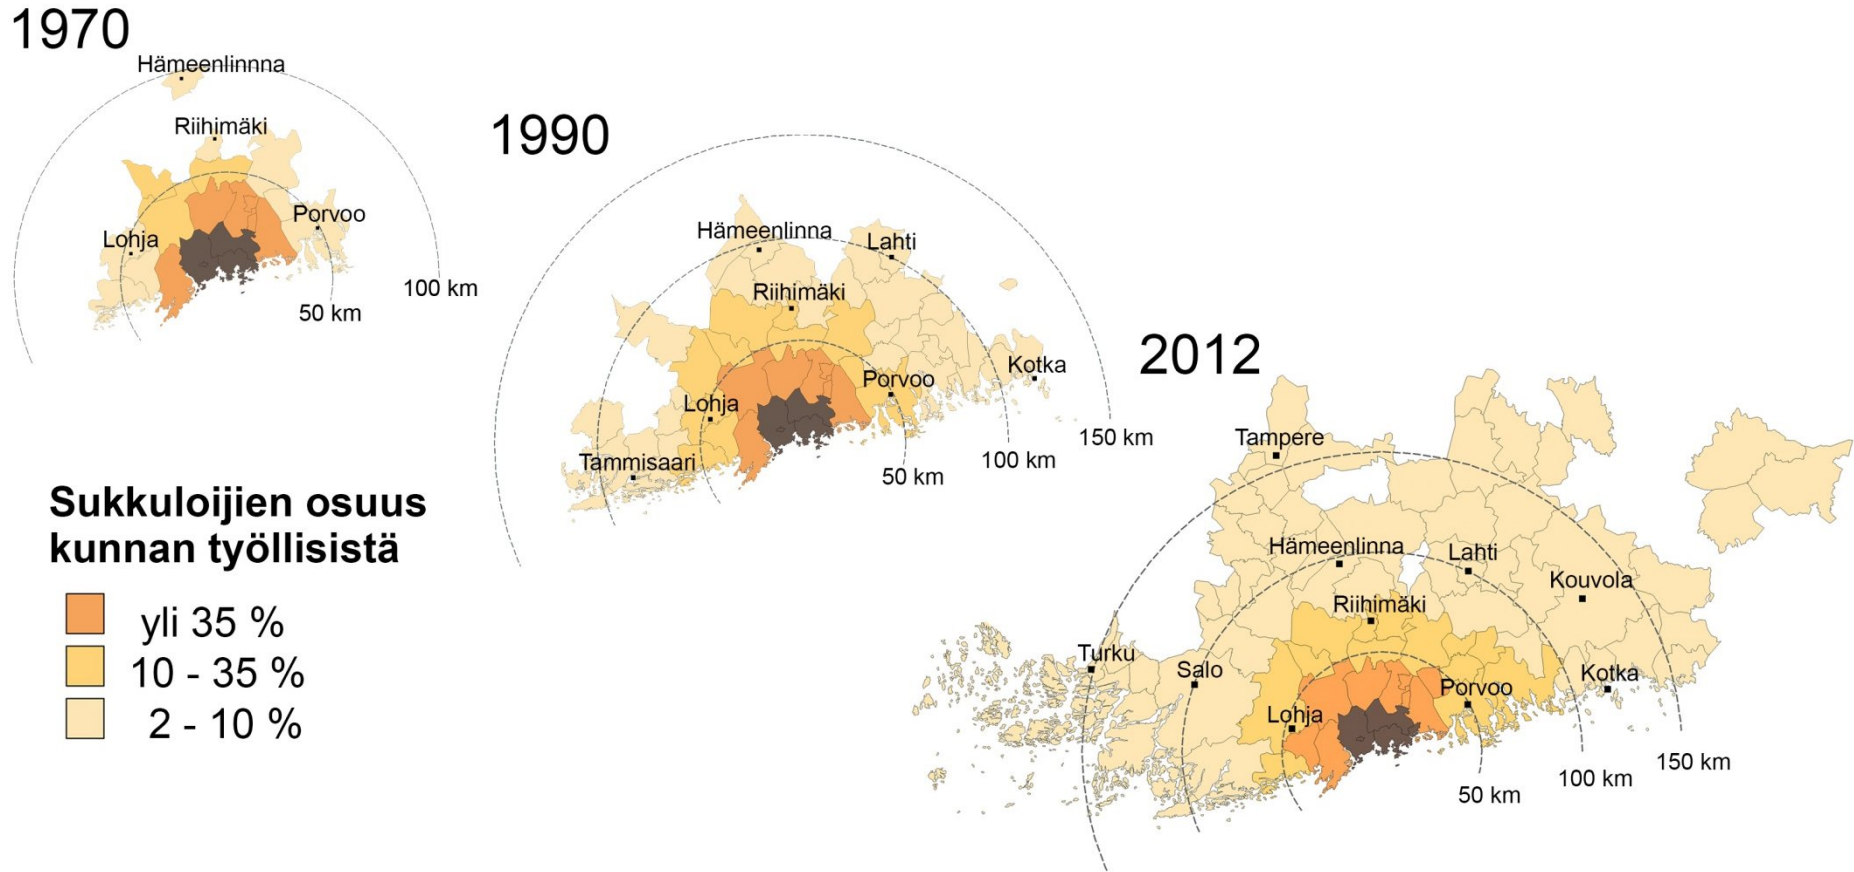 1970
Hämeenlinnna
Riihimäki
Porvoo
Lohja
100 km
50 km
1990
Hämeenlinna
Lahti
Riihimäki
Kotka
Porvoo
Lohja
150 km
100 km
Tammisaari
50 km
2012
Tampere
Hämeenlinna
Lahti
Kouvola
Riihimäki
Turku
Salo
Kotka
Porvoo
Lohja
150 km
100 km
50 km
Sukkuloijien osuus
kunnan työllisistä
yli 35 %
10 - 35 %
2 - 10 %